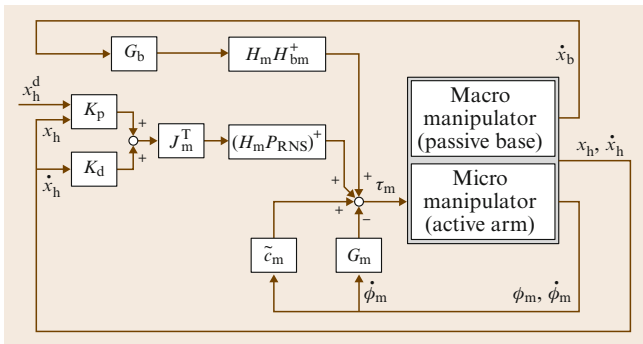 G_b
H_m H_bm^+
ẋ_b
x_h^d
K_p
x_h
+
+
J_m^T
(H_m P_RNS)^+
K_d
ẋ_h
Macro
manipulator
(passive base)
x_h, ẋ_h
+
+
τ_m
+
−
Micro
manipulator
(active arm)
c̃_m
G_m
ϕ̇_m
ϕ_m, ϕ̇_m